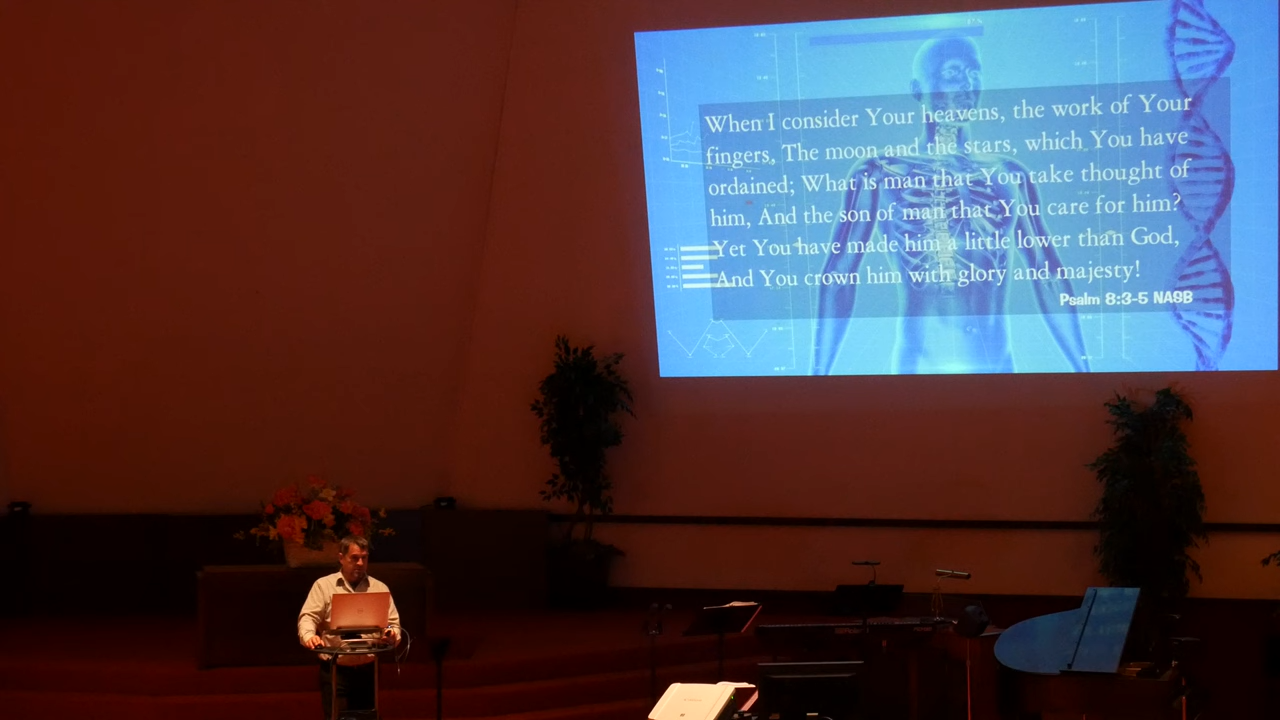 When I consider Your heavens, the work of Your
fingers, The moon and the stars, which You have
ordained; What is man that You take thought of
him, And the son of man that You care for him?
Yet You have made him a little lower than God,
And You crown him with glory and majesty!
Psalm 8:3-5 NASB